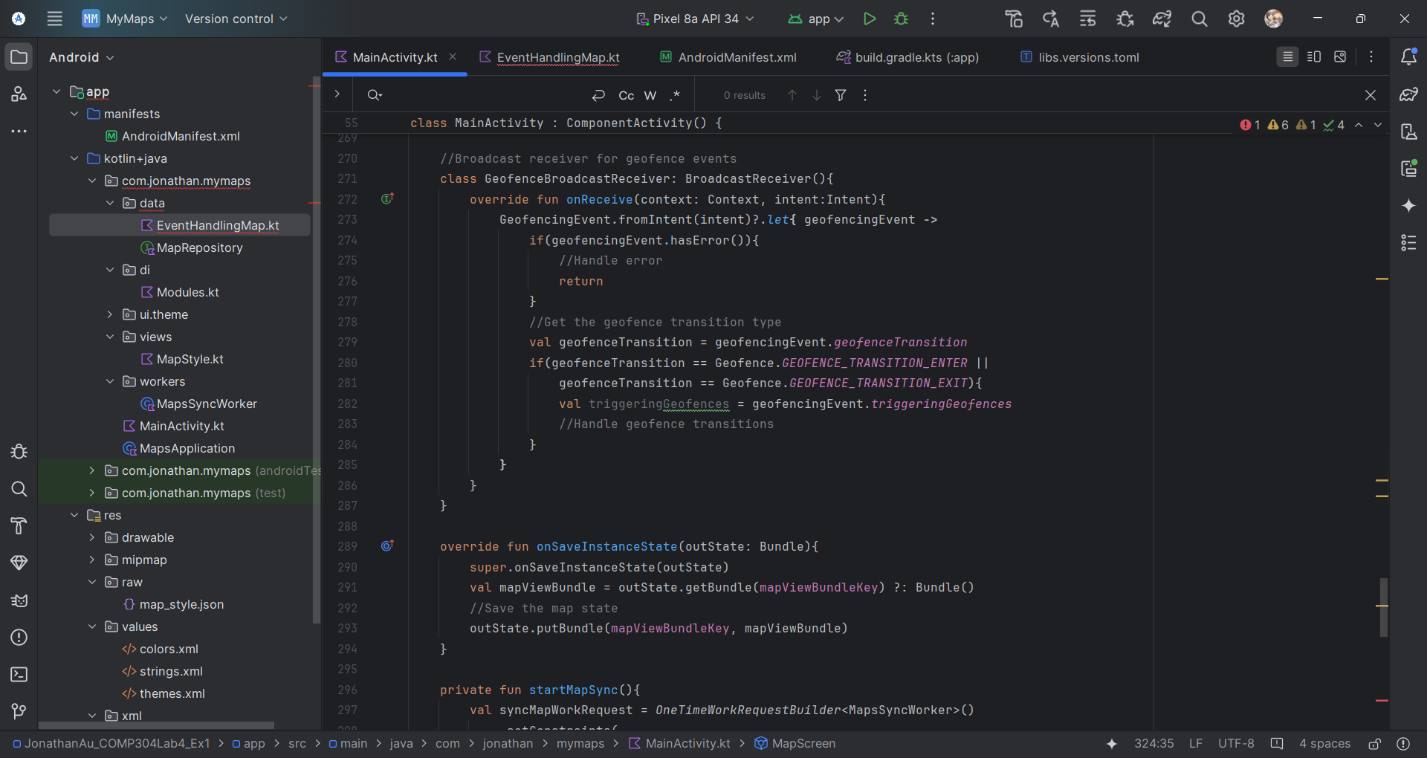 MM MyMaps Version control Pixel 8a API 34 app
Android
MainActivity.kt EventHandlingMap.kt AndroidManifest.xml build.gradle.kts (:app) libs.versions.toml
Cc W .* 0 results
55 class MainActivity : ComponentActivity() {
1 6 1 4
app
manifests
AndroidManifest.xml
kotlin+java
com.jonathan.mymaps
data
EventHandlingMap.kt
MapRepository
di
Modules.kt
ui.theme
views
MapStyle.kt
workers
MapsSyncWorker
MainActivity.kt
MapsApplication
com.jonathan.mymaps (androidTes
com.jonathan.mymaps (test)
res
drawable
mipmap
raw
map_style.json
values
colors.xml
strings.xml
themes.xml
xml
269
270 //Broadcast receiver for geofence events
271 class GeofenceBroadcastReceiver: BroadcastReceiver(){
272 override fun onReceive(context: Context, intent:Intent){
273 GeofencingEvent.fromIntent(intent)?.let{ geofencingEvent ->
274 if(geofencingEvent.hasError()){
275 //Handle error
276 return
277 }
278 //Get the geofence transition type
279 val geofenceTransition = geofencingEvent.geofenceTransition
280 if(geofenceTransition == Geofence.GEOFENCE_TRANSITION_ENTER ||
281 geofenceTransition == Geofence.GEOFENCE_TRANSITION_EXIT){
282 val triggeringGeofences = geofencingEvent.triggeringGeofences
283 //Handle geofence transitions
284 }
285 }
286 }
287 }
288
289 override fun onSaveInstanceState(outState: Bundle){
290 super.onSaveInstanceState(outState)
291 val mapViewBundle = outState.getBundle(mapViewBundleKey) ?: Bundle()
292 //Save the map state
293 outState.putBundle(mapViewBundleKey, mapViewBundle)
294 }
295
296 private fun startMapSync(){
297 val syncMapWorkRequest = OneTimeWorkRequestBuilder<MapsSyncWorker>()
JonathanAu_COMP304Lab4_Ex1 > app > src > main > java > com > jonathan > mymaps > MainActivity.kt > MapScreen 324:35 LF UTF-8 4 spaces